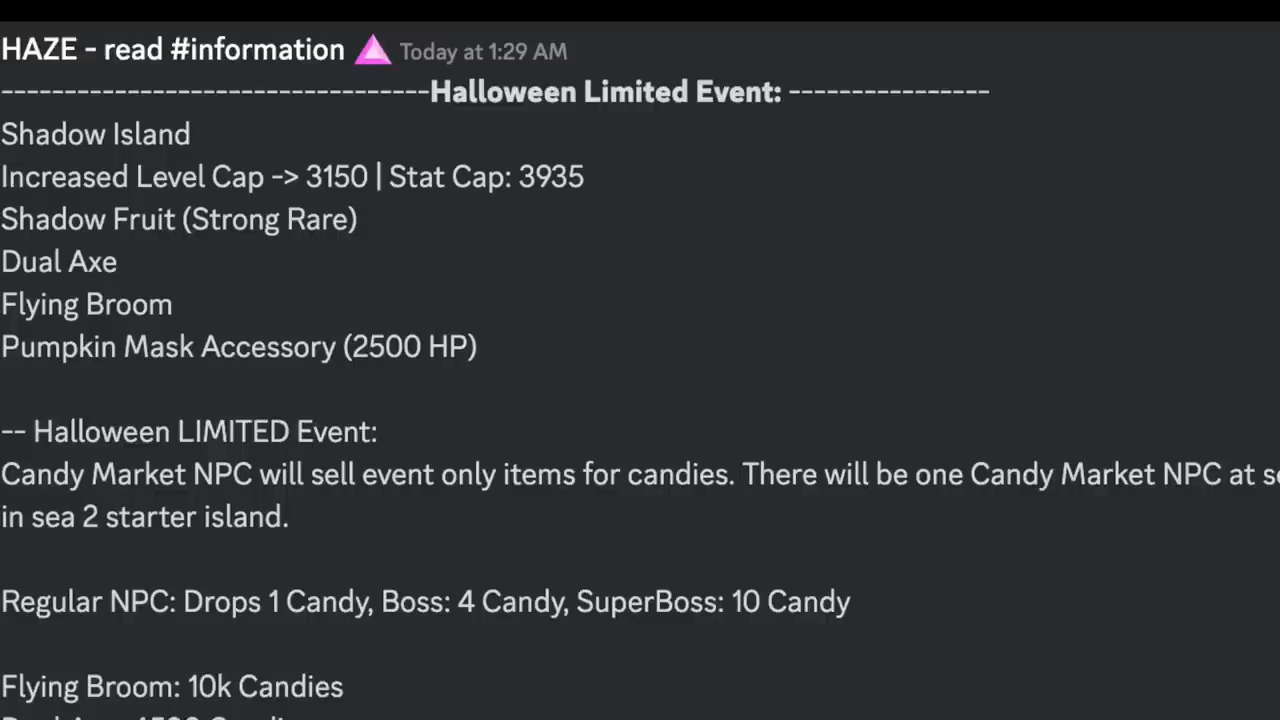 HAZE - read #information Today at 1:29 AM
----------------------------------Halloween Limited Event: ----------------
Shadow Island
Increased Level Cap -> 3150 | Stat Cap: 3935
Shadow Fruit (Strong Rare)
Dual Axe
Flying Broom
Pumpkin Mask Accessory (2500 HP)
-- Halloween LIMITED Event:
Candy Market NPC will sell event only items for candies. There will be one Candy Market NPC at
in sea 2 starter island.
Regular NPC: Drops 1 Candy, Boss: 4 Candy, SuperBoss: 10 Candy
Flying Broom: 10k Candies